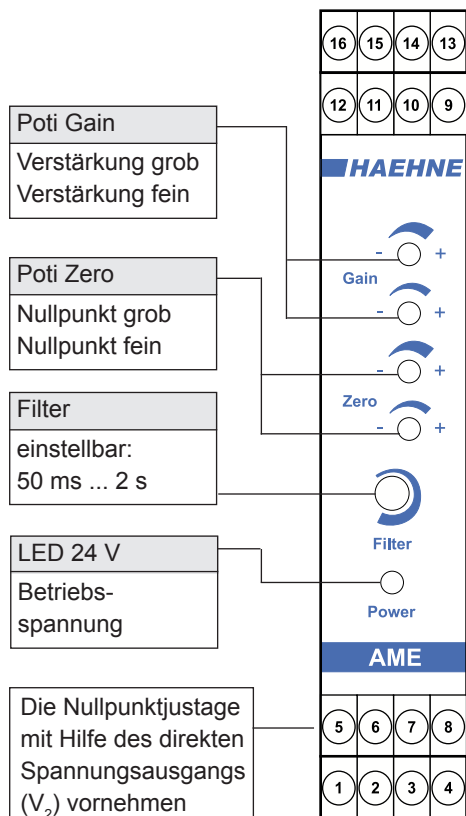 16 15 14 13
12 11 10 9
HAEHNE
Poti Gain
Verstärkung grob
Verstärkung fein
- +
Gain
- +
Poti Zero
Nullpunkt grob
Nullpunkt fein
- +
Zero
- +
Filter
einstellbar:
50 ms ... 2 s
Filter
LED 24 V
Betriebs-
spannung
Power
AME
Die Nullpunktjustage
mit Hilfe des direkten
Spannungsausgangs
(V₂) vornehmen
5 6 7 8
1 2 3 4